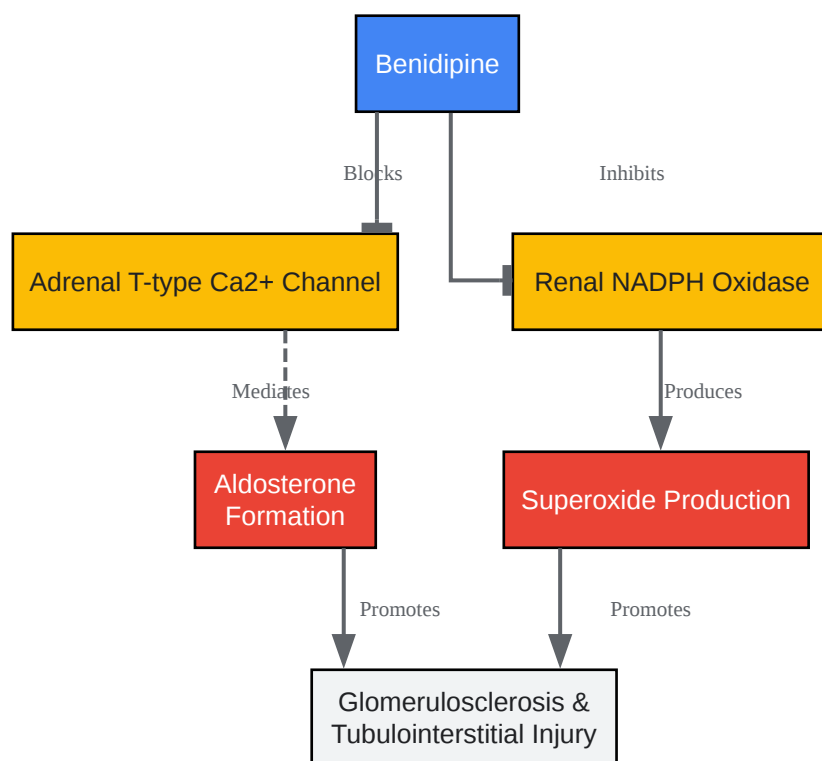 Benidipine
Blocks
Inhibits
Adrenal T-type Ca2+ Channel
Renal NADPH Oxidase
Mediates
Produces
Aldosterone
Formation
Superoxide Production
Promotes
Promotes
Glomerulosclerosis &
Tubulointerstitial Injury